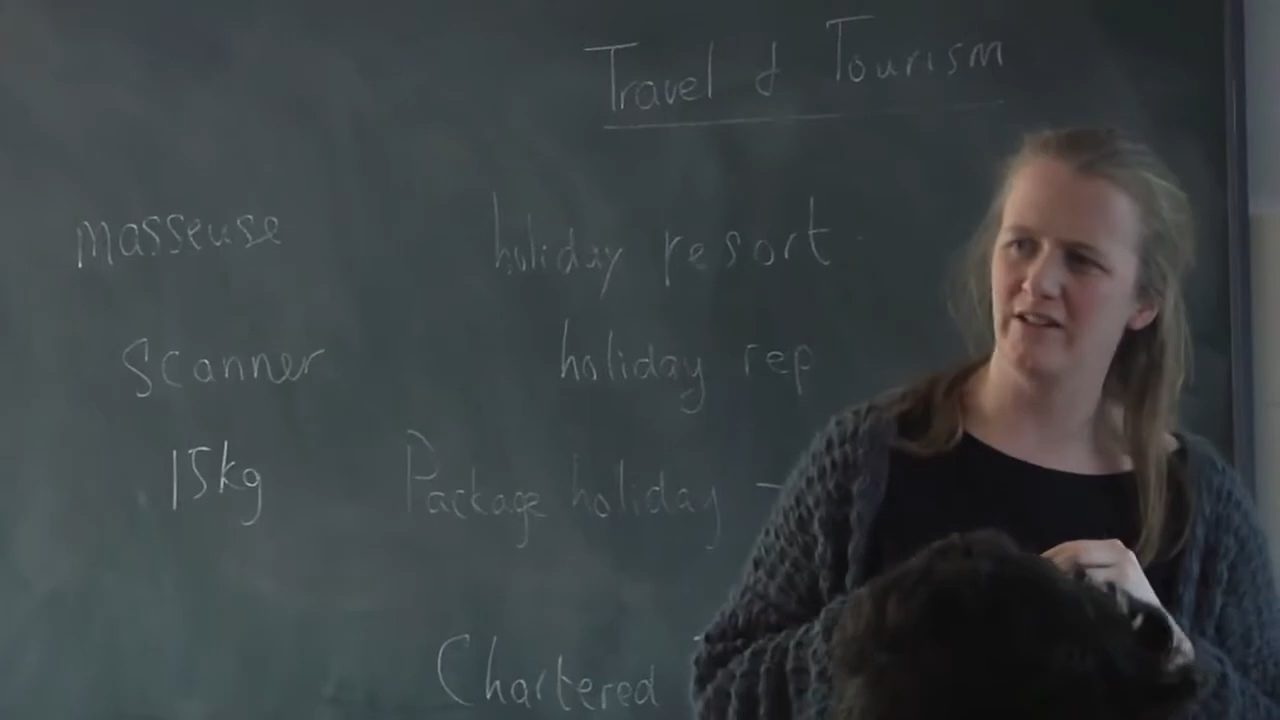 Travel & Tourism
masseuse
holiday resort
Scanner
holiday rep
15kg
Package holiday -
Chartered